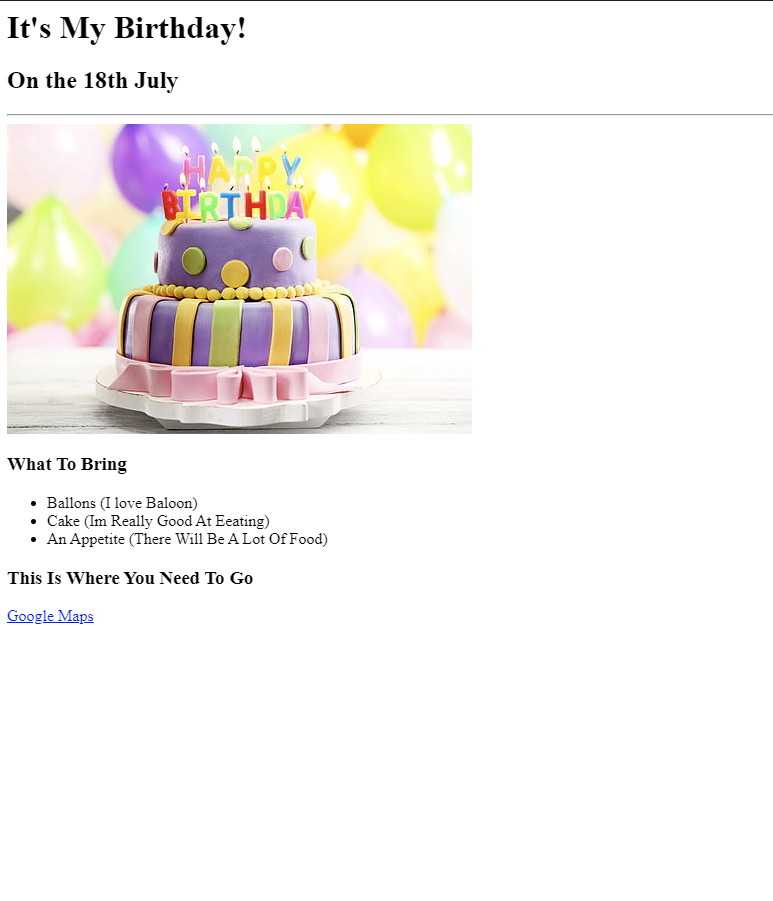 It's My Birthday!
On the 18th July
HAPPY
BIRTHDAY
What To Bring
Ballons (I love Baloon)
Cake (Im Really Good At Eeating)
An Appetite (There Will Be A Lot Of Food)
This Is Where You Need To Go
Google Maps